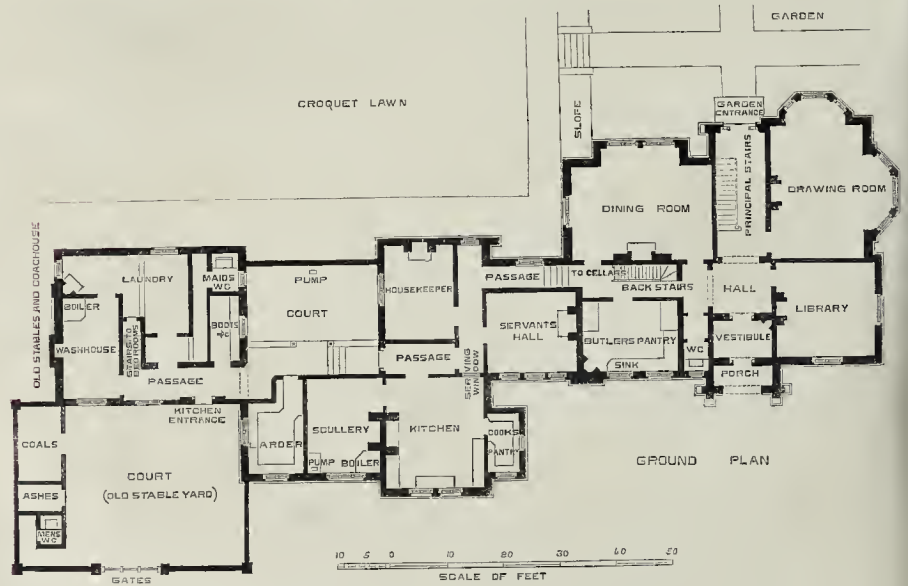 GARDEN
CROQUET LAWN
SLOPE
GARDEN
ENTRANCE
PRINCIPAL STAIRS
DRAWING ROOM
DINING ROOM
OLD STABLES AND COACHOUSE
LAUNDRY
MAIDS
WC
PUMP
COURT
HOUSEKEEPER
PASSAGE
TO CELLARS
BACK STAIRS
HALL
LIBRARY
BOILER
BOOTS
&C
WASHHOUSE
STAIRS TO
BED ROOMS
PASSAGE
PASSAGE
SERVING
WINDOW
SERVANTS
HALL
BUTLERS PANTRY
SINK
WC
VESTIBULE
PORCH
KITCHEN
ENTRANCE
COALS
ASHES
MENS
WC
COURT
(OLD STABLE YARD)
LARDER
SCULLERY
PUMP
BOILER
KITCHEN
COOKS
PANTRY
GROUND PLAN
GATES
10 5 0 10 20 30 40 50
SCALE OF FEET